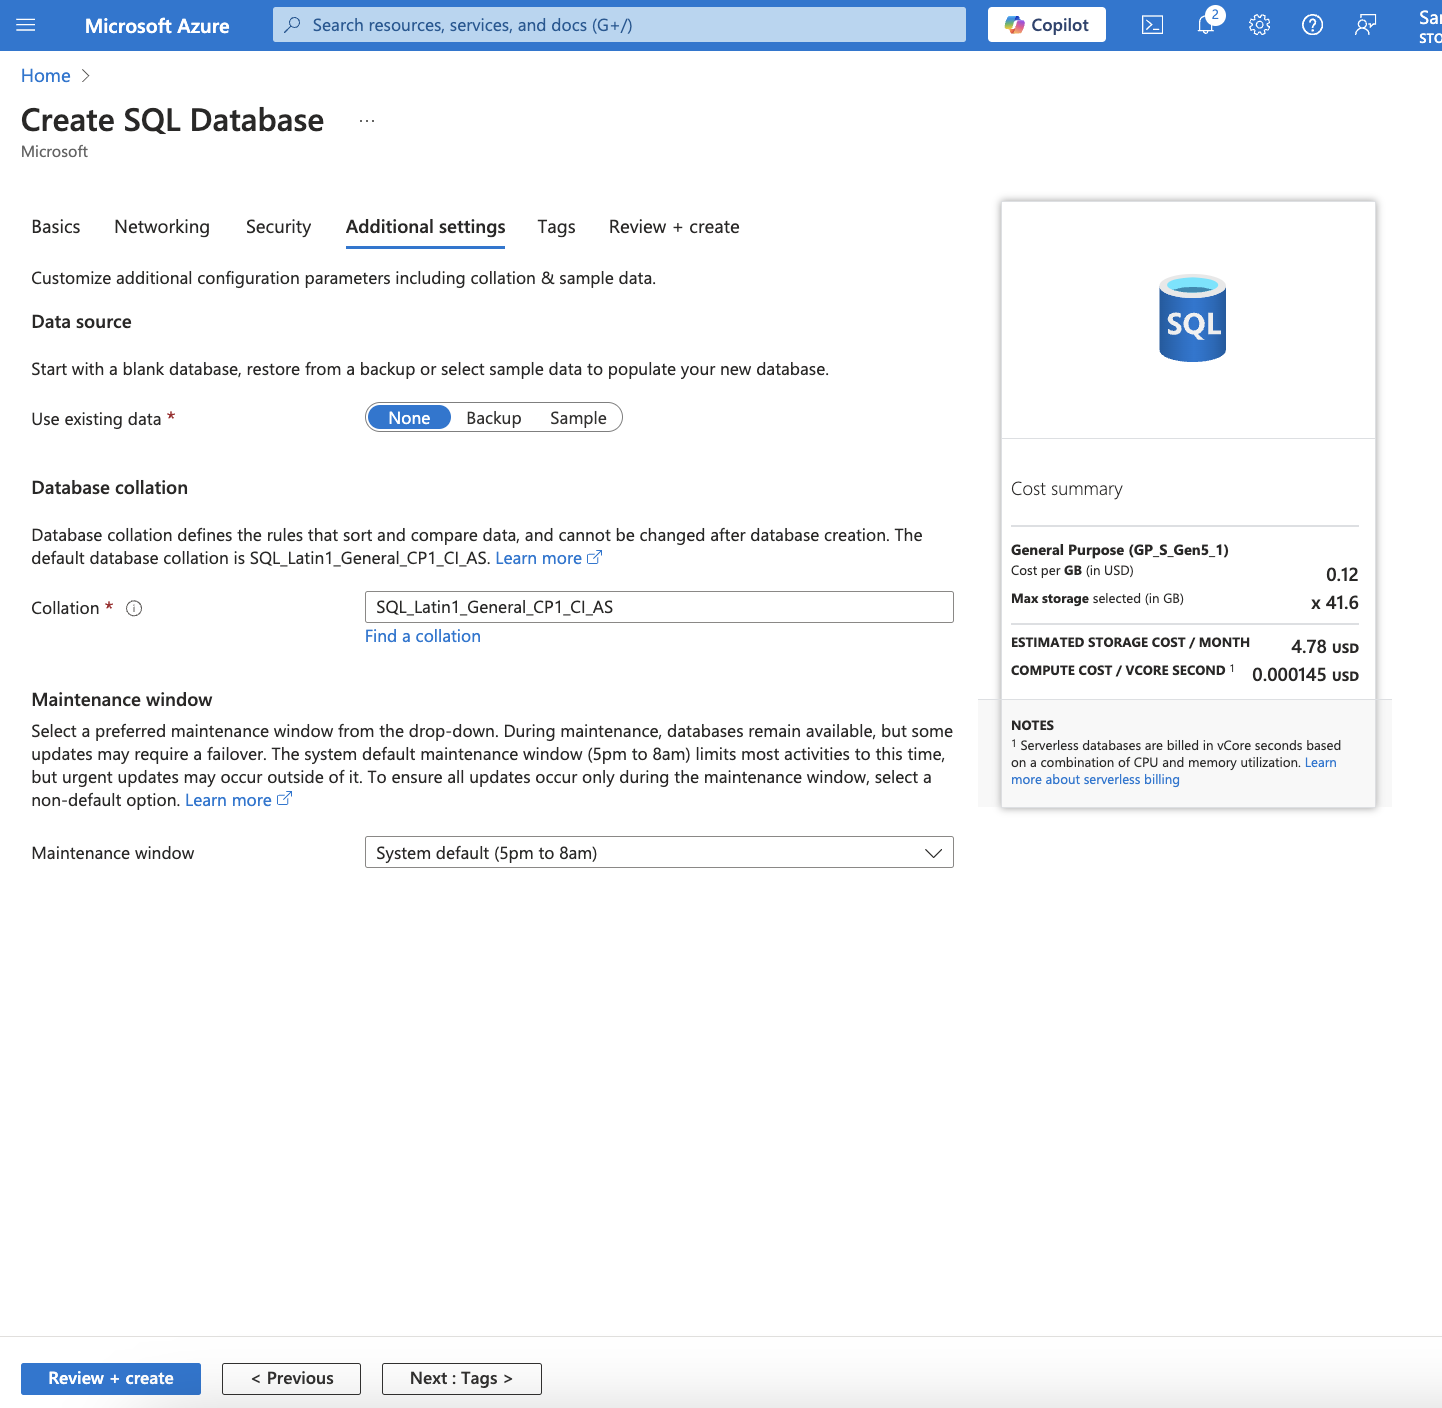 Microsoft Azure
Search resources, services, and docs (G+/)
Copilot
2
Sar
STO
Home
Create SQL Database
...
Microsoft
Basics
Networking
Security
Additional settings
Tags
Review + create
Customize additional configuration parameters including collation & sample data.
Data source
Start with a blank database, restore from a backup or select sample data to populate your new database.
Use existing data *
None
Backup
Sample
Database collation
Database collation defines the rules that sort and compare data, and cannot be changed after database creation. The
default database collation is SQL_Latin1_General_CP1_CI_AS. Learn more
Collation *
SQL_Latin1_General_CP1_CI_AS
Find a collation
Maintenance window
Select a preferred maintenance window from the drop-down. During maintenance, databases remain available, but some
updates may require a failover. The system default maintenance window (5pm to 8am) limits most activities to this time,
but urgent updates may occur outside of it. To ensure all updates occur only during the maintenance window, select a
non-default option. Learn more
Maintenance window
System default (5pm to 8am)
SQL
Cost summary
General Purpose (GP_S_Gen5_1)
Cost per GB (in USD)
0.12
Max storage selected (in GB)
x 41.6
ESTIMATED STORAGE COST / MONTH
4.78 USD
COMPUTE COST / VCORE SECOND 1
0.000145 USD
NOTES
1 Serverless databases are billed in vCore seconds based
on a combination of CPU and memory utilization. Learn
more about serverless billing
Review + create
< Previous
Next : Tags >